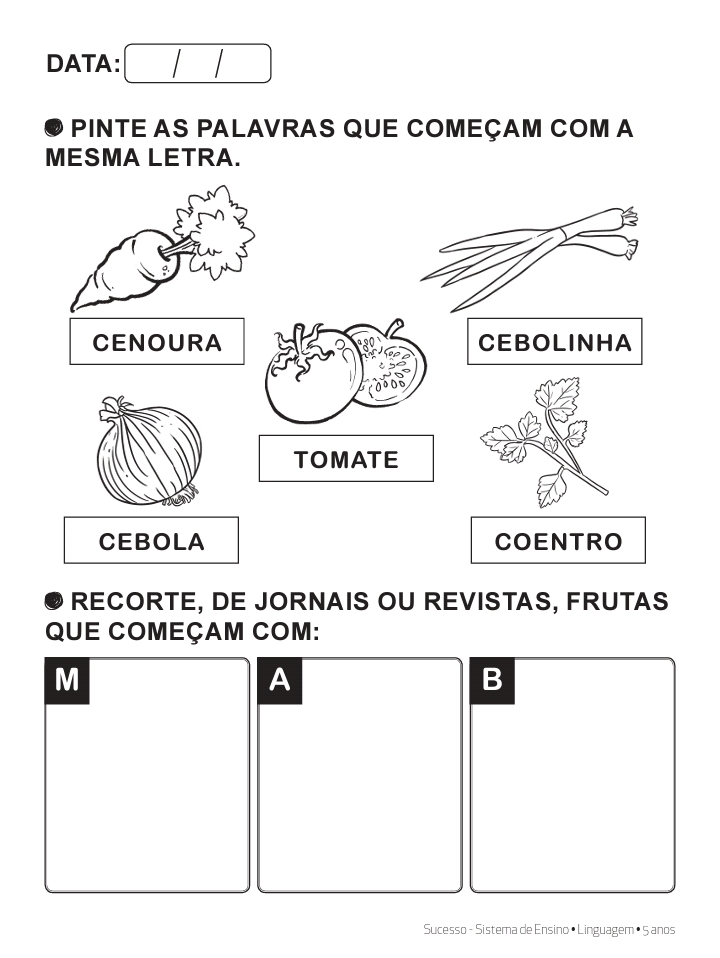 DATA: / /
PINTE AS PALAVRAS QUE COMEÇAM COM A
MESMA LETRA.
CENOURA
CEBOLINHA
TOMATE
CEBOLA
COENTRO
RECORTE, DE JORNAIS OU REVISTAS, FRUTAS
QUE COMEÇAM COM:
M
A
B
Sucesso - Sistema de Ensino • Linguagem • 5 anos